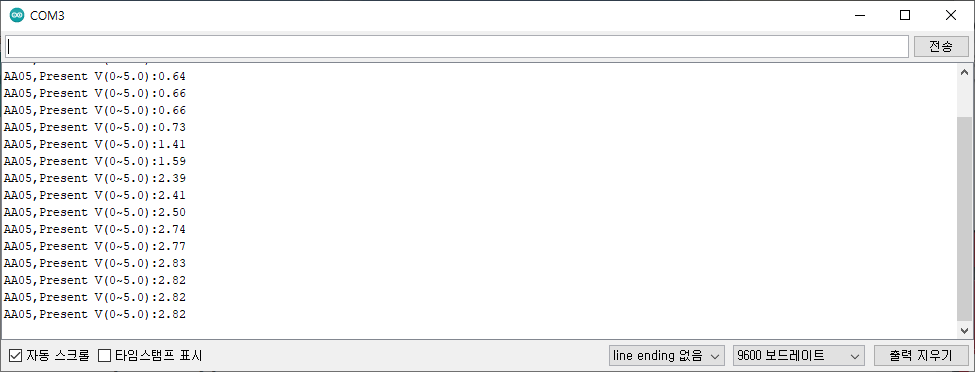 COM3
전송
AA05,Present V(0~5.0):0.64
AA05,Present V(0~5.0):0.66
AA05,Present V(0~5.0):0.66
AA05,Present V(0~5.0):0.73
AA05,Present V(0~5.0):1.41
AA05,Present V(0~5.0):1.59
AA05,Present V(0~5.0):2.39
AA05,Present V(0~5.0):2.41
AA05,Present V(0~5.0):2.50
AA05,Present V(0~5.0):2.74
AA05,Present V(0~5.0):2.77
AA05,Present V(0~5.0):2.83
AA05,Present V(0~5.0):2.82
AA05,Present V(0~5.0):2.82
AA05,Present V(0~5.0):2.82
자동 스크롤 타임스탬프 표시 line ending 없음 9600 보드레이트 출력 지우기